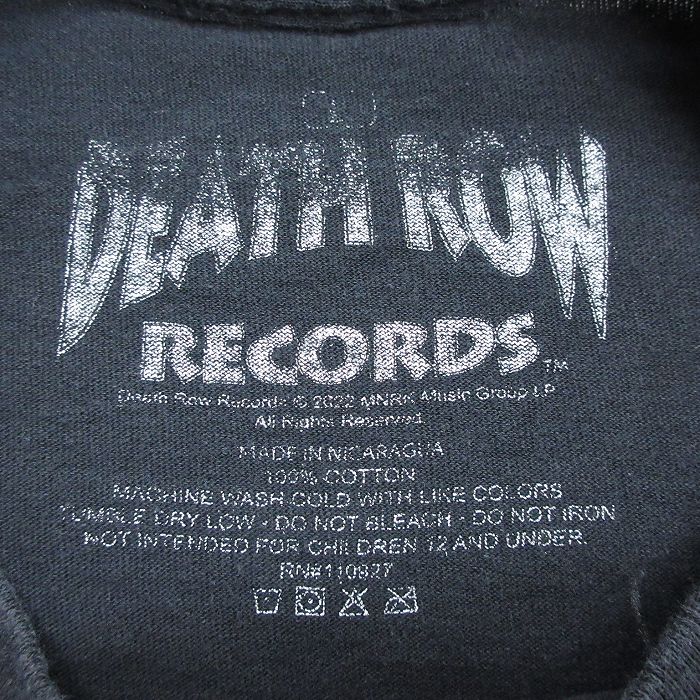 DEATH ROW
RECORDS™
Death Row Records © 2022 MNRK Music Group LP
All Rights Reserved
MADE IN NICARAGUA
100% COTTON
MACHINE WASH COLD WITH LIKE COLORS
TUMBLE DRY LOW · DO NOT BLEACH · DO NOT IRON
NOT INTENDED FOR CHILDREN 12 AND UNDER.
RN#110827